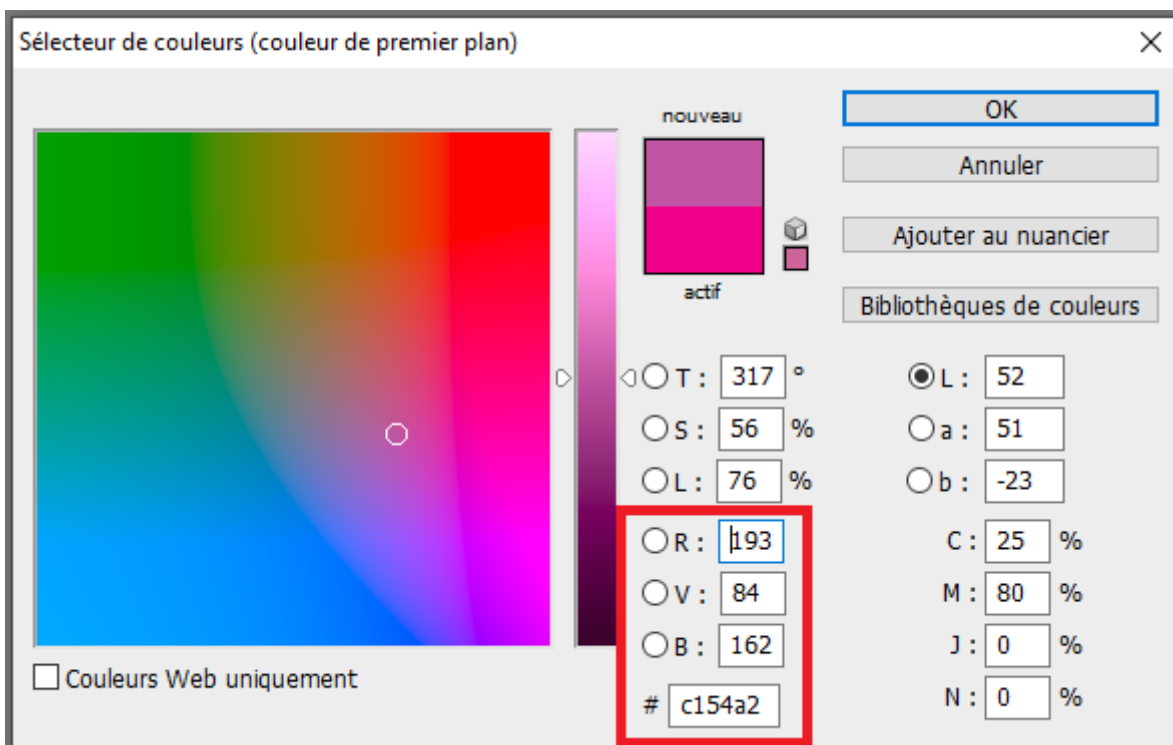 Sélecteur de couleurs (couleur de premier plan)
nouveau
actif
OK
Annuler
Ajouter au nuancier
Bibliothèques de couleurs
T : 317 °
S : 56 %
L : 76 %
R : 193
V : 84
B : 162
# c154a2
L : 52
a : 51
b : -23
C : 25 %
M : 80 %
J : 0 %
N : 0 %
Couleurs Web uniquement